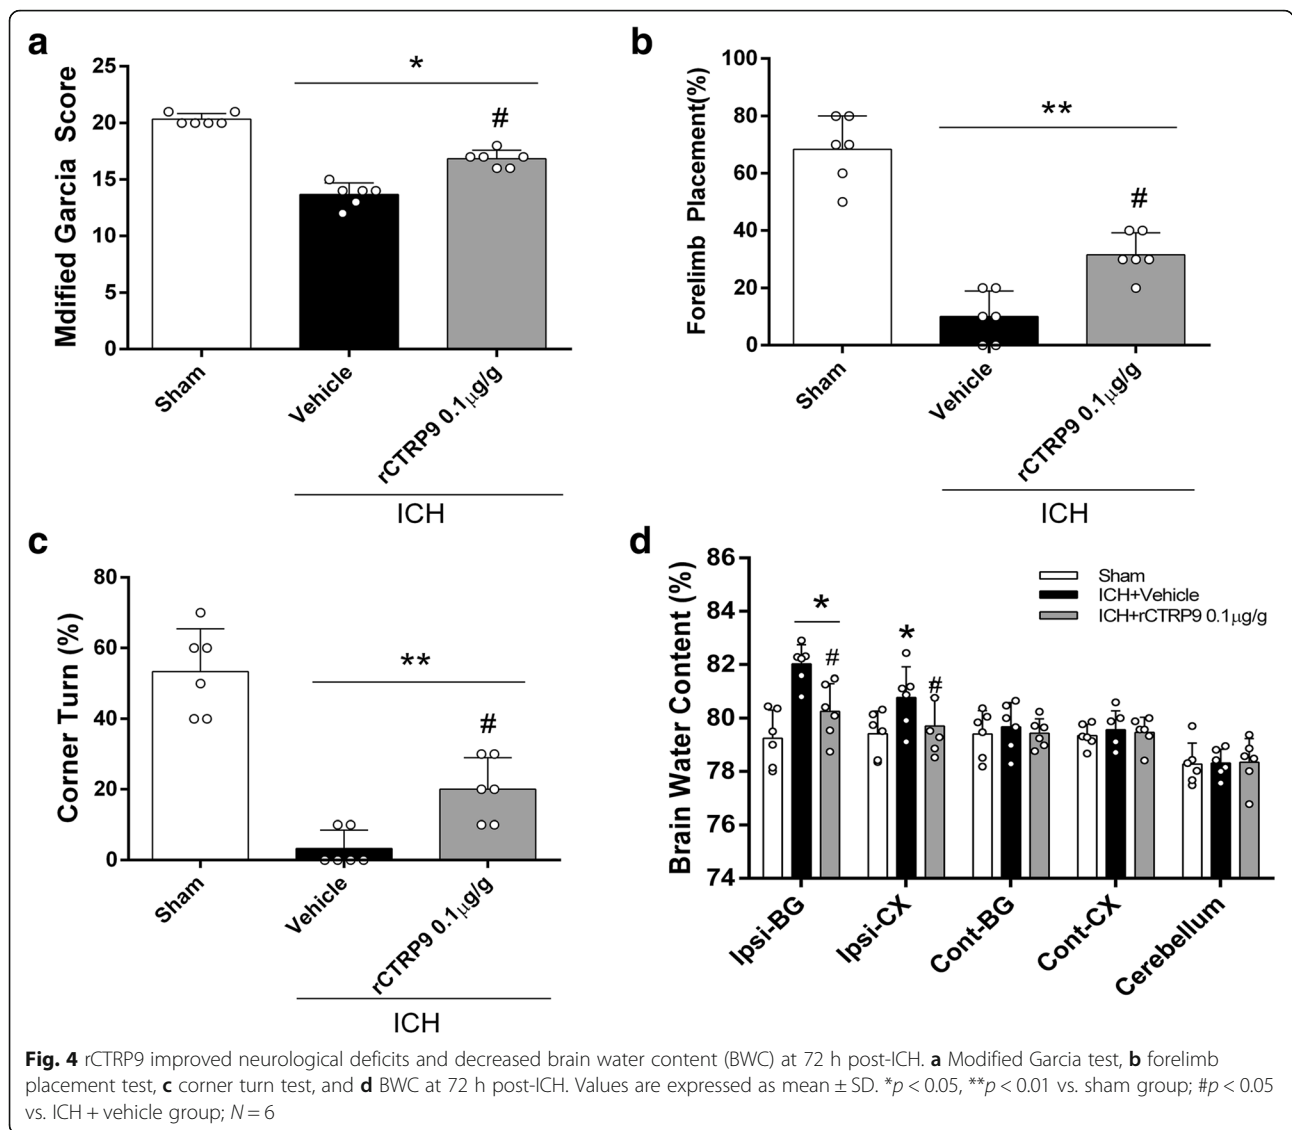 a
Mdified Garcia Score
25
20
15
10
5
0
*
#
Sham
Vehicle
rCTRP9 0.1µg/g
ICH
b
Forelimb Placement(%)
100
80
60
40
20
0
**
#
Sham
Vehicle
rCTRP9 0.1µg/g
ICH
c
Corner Turn (%)
80
60
40
20
0
**
#
Sham
Vehicle
rCTRP9 0.1µg/g
ICH
d
Brain Water Content (%)
86
84
82
80
78
76
74
Sham
ICH+Vehicle
ICH+rCTRP9 0.1µg/g
*
#
*
#
Ipsi-BG
Ipsi-CX
Cont-BG
Cont-CX
Cerebellum
Fig. 4 rCTRP9 improved neurological deficits and decreased brain water content (BWC) at 72 h post-ICH. a Modified Garcia test, b forelimb
placement test, c corner turn test, and d BWC at 72 h post-ICH. Values are expressed as mean ± SD. *p < 0.05, **p < 0.01 vs. sham group; #p < 0.05
vs. ICH + vehicle group; N = 6